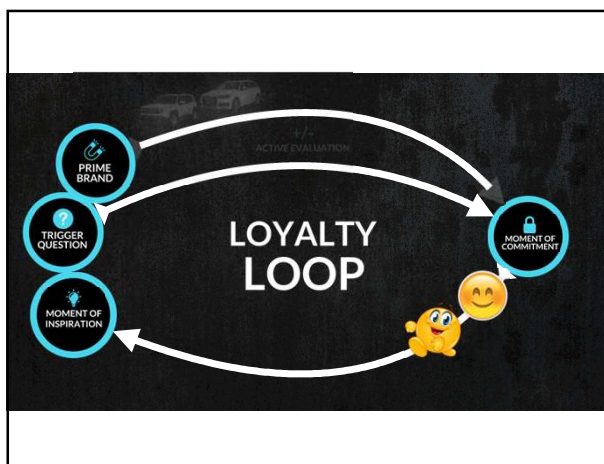 +/-
ACTIVE EVALUATION
PRIME
BRAND
TRIGGER
QUESTION
?
LOYALTY
LOOP
MOMENT OF
COMMITMENT
MOMENT OF
INSPIRATION